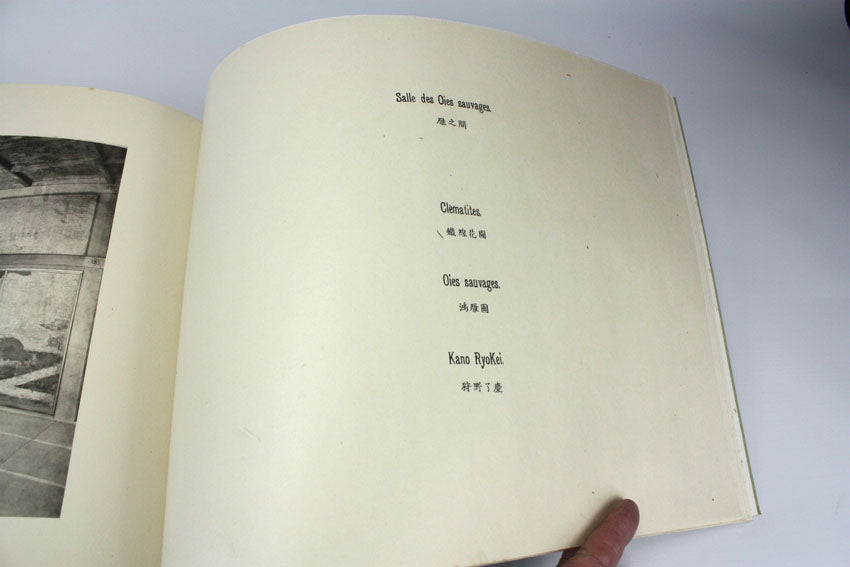 Salle des Oies sauvages.
雁之間
Clèmatites.
鐵線花圖
Oies sauvages.
鴻雁圖
Kano RyoKei.
狩野了慶